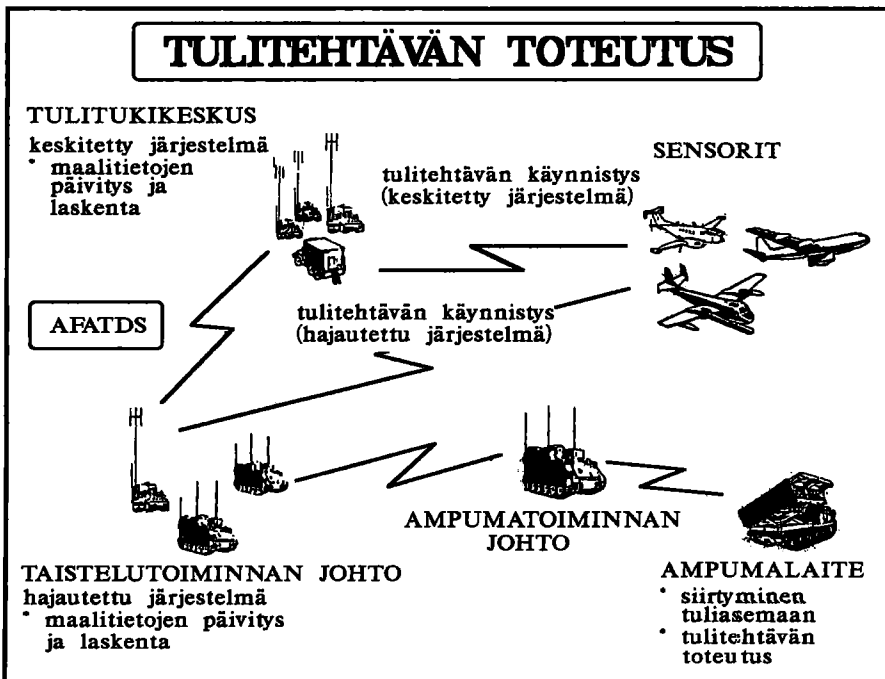 TULITEHTÄVÄN TOTEUTUS
TULITUKIKESKUS
keskitetty järjestelmä
• maalitietojen
päivitys ja
laskenta
tulitehtävän käynnistys
(keskitetty järjestelmä)
SENSORIT
AFATDS
tulitehtävän käynnistys
(hajautettu järjestelmä)
TAISTELUTOIMINNAN JOHTO
hajautettu järjestelmä
• maalitietojen päivitys
ja laskenta
AMPUMATOIMINNAN
JOHTO
AMPUMALAITE
• siirtyminen
tuliasemaan
• tulitehtävän
toteutus